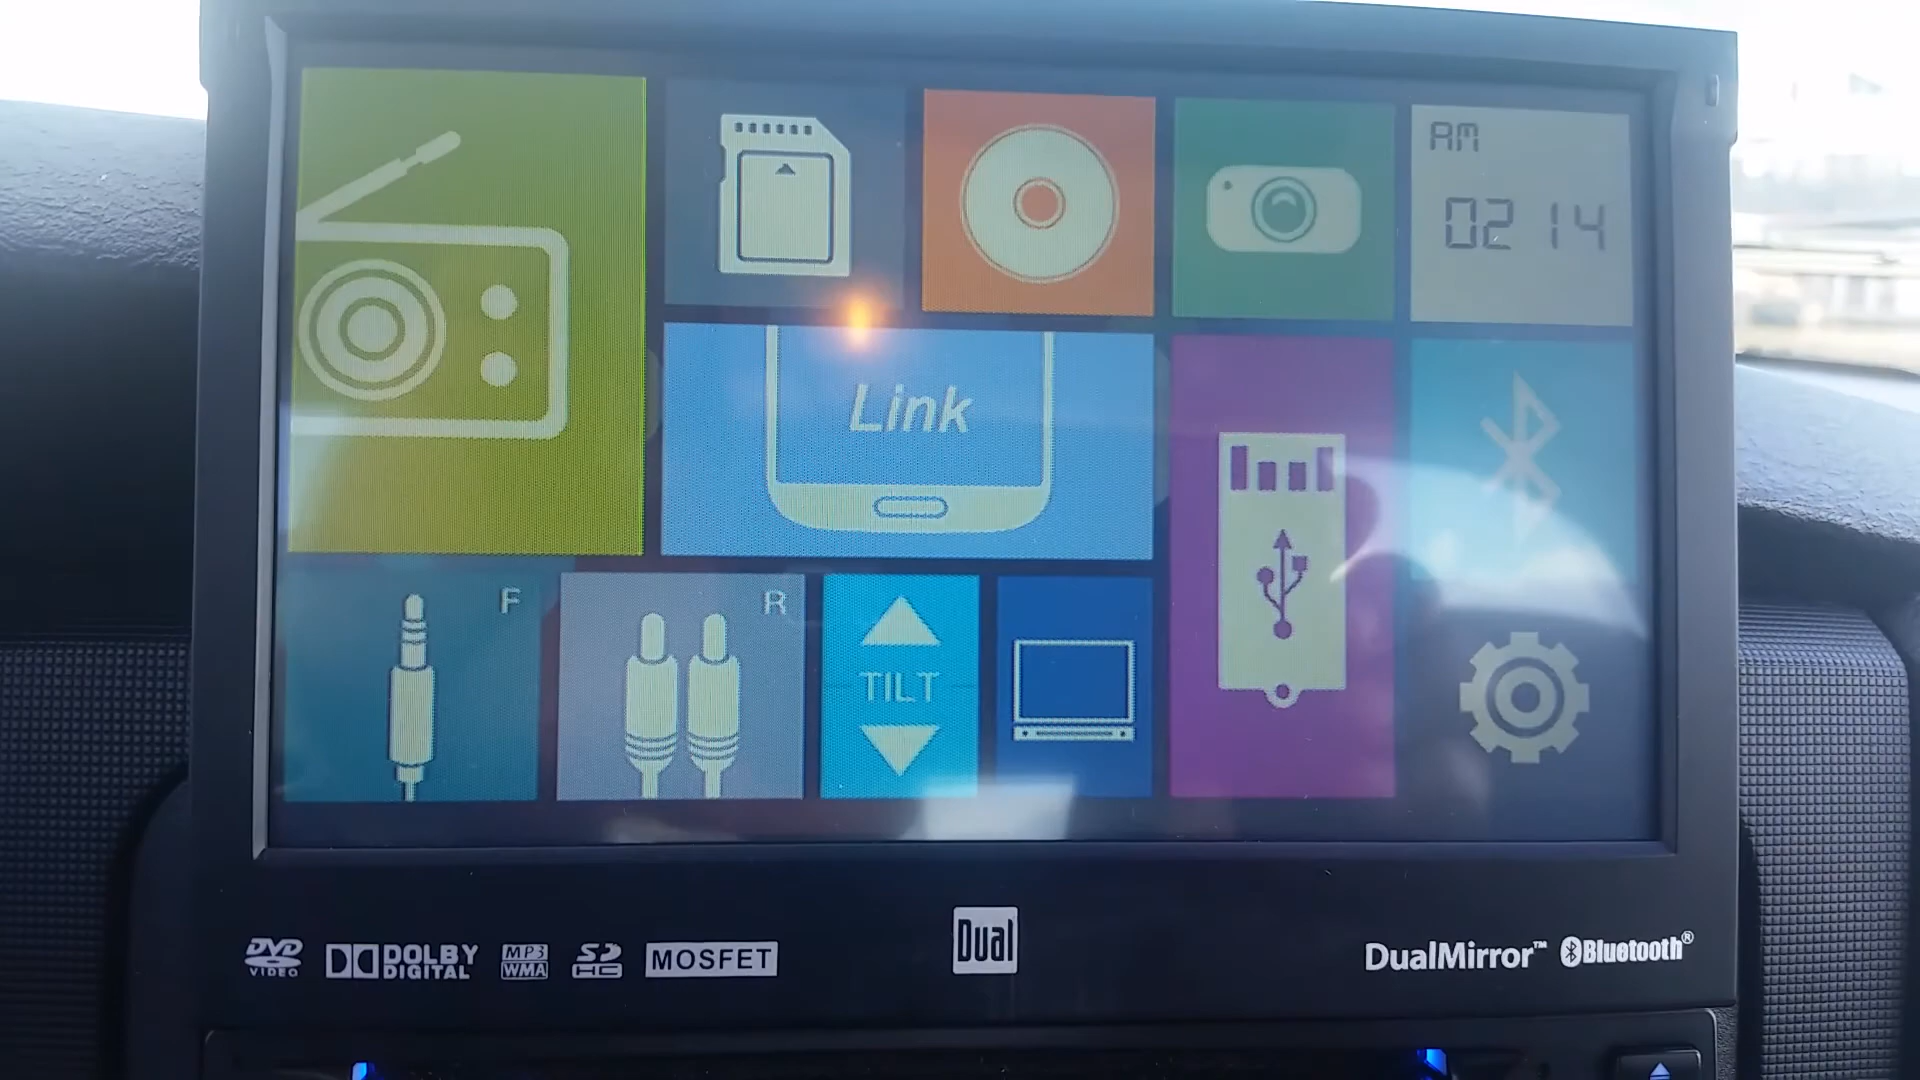 AM
02 14
Link
F
R
TILT
DVD
VIDEO
DOLBY
DIGITAL
MP3
WMA
SD
HC
MOSFET
Dual
DualMirror™
Bluetooth®